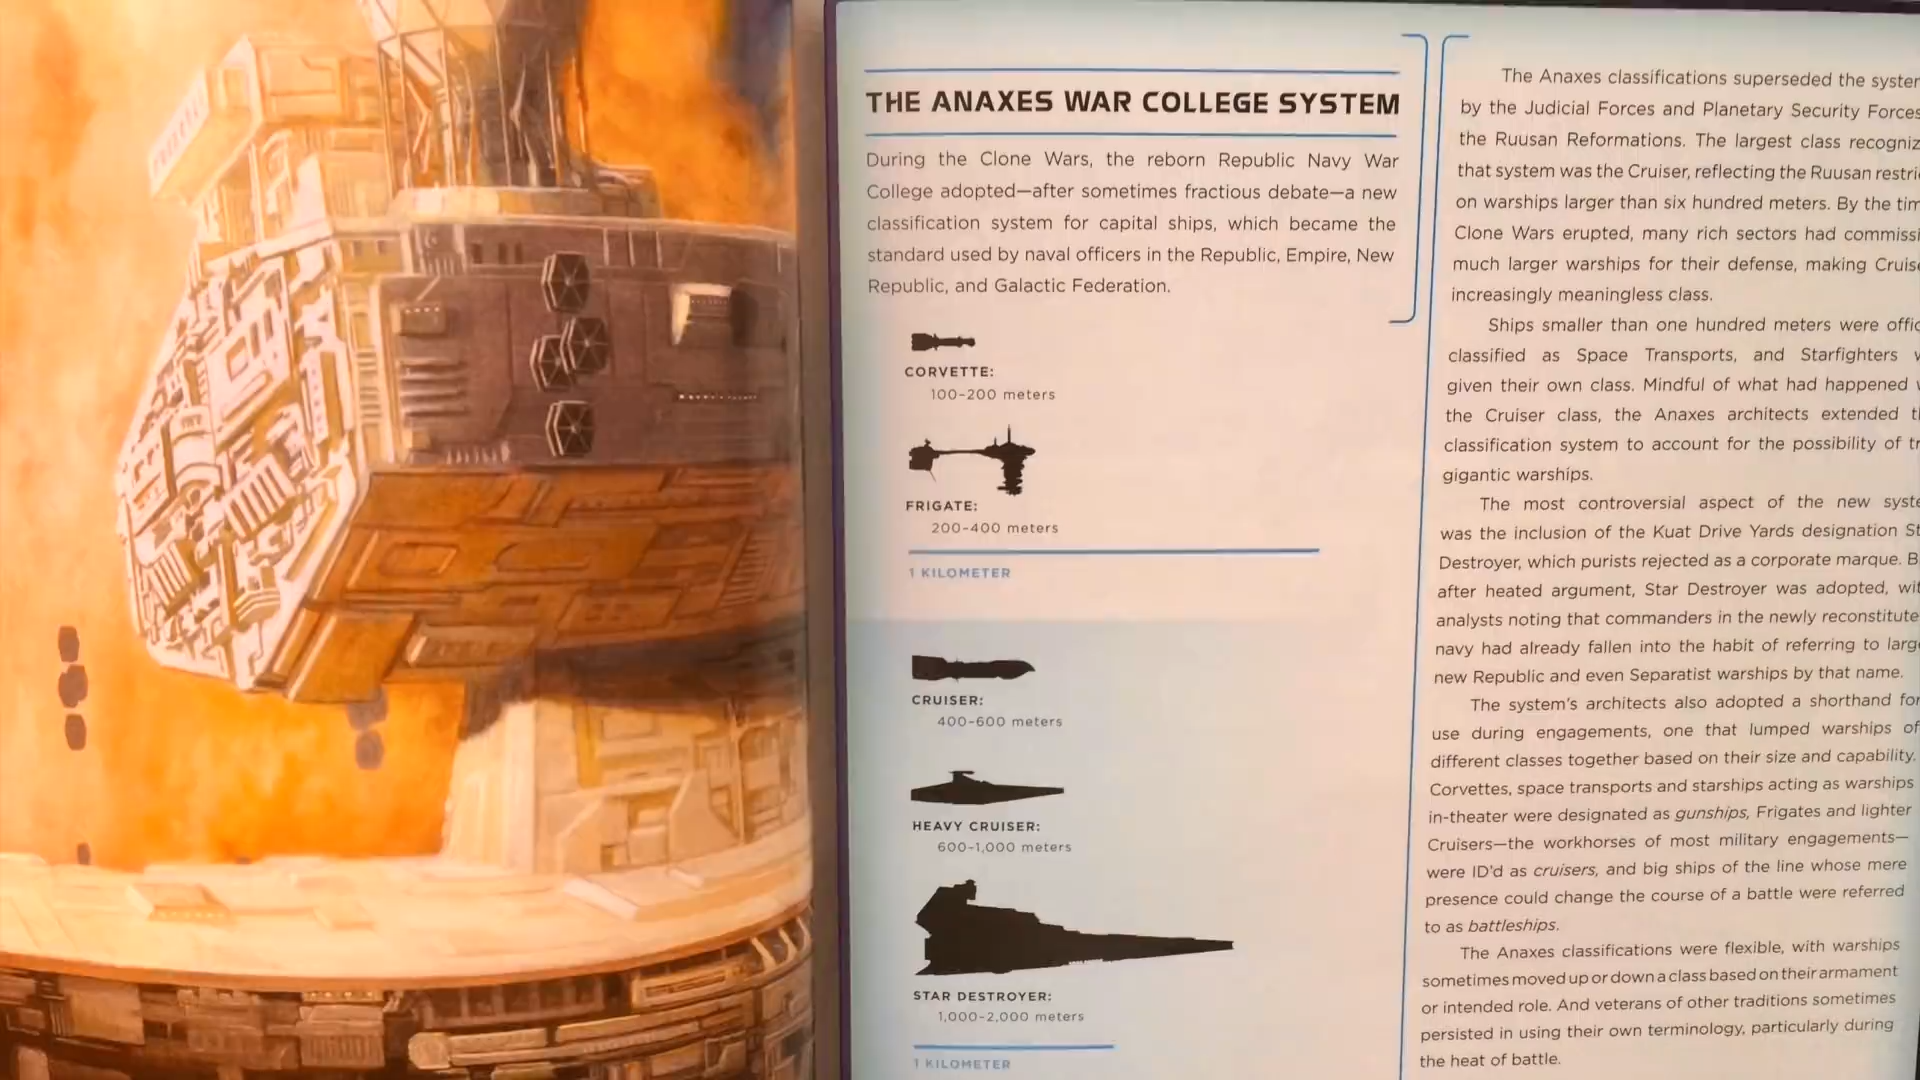 THE ANAXES WAR COLLEGE SYSTEM
During the Clone Wars, the reborn Republic Navy War
College adopted—after sometimes fractious debate—a new
classification system for capital ships, which became the
standard used by naval officers in the Republic, Empire, New
Republic, and Galactic Federation.
CORVETTE:
100–200 meters
FRIGATE:
200–400 meters
1 KILOMETER
CRUISER:
400–600 meters
HEAVY CRUISER:
600–1,000 meters
STAR DESTROYER:
1,000–2,000 meters
1 KILOMETER
The Anaxes classifications superseded the
by the Judicial Forces and Planetary Security Forces
the Ruusan Reformations. The largest class
that system was the Cruiser, reflecting the Ruusan
on warships larger than six hundred meters. By the
Clone Wars erupted, many rich sectors had
much larger warships for their defense, making
increasingly meaningless class.
Ships smaller than one hundred meters were
classified as Space Transports, and Starfighters
given their own class. Mindful of what had happened
the Cruiser class, the Anaxes architects extended
classification system to account for the possibility of
gigantic warships.
The most controversial aspect of the new
was the inclusion of the Kuat Drive Yards designation
Destroyer, which purists rejected as a corporate marque.
after heated argument, Star Destroyer was adopted,
analysts noting that commanders in the newly
navy had already fallen into the habit of referring to
new Republic and even Separatist warships by that name.
The system's architects also adopted a shorthand for
use during engagements, one that lumped warships of
different classes together based on their size and capability.
Corvettes, space transports and starships acting as warships
in-theater were designated as gunships, Frigates and lighter
Cruisers—the workhorses of most military engagements—
were ID'd as cruisers, and big ships of the line whose mere
presence could change the course of a battle were referred
to as battleships.
The Anaxes classifications were flexible, with warships
sometimes moved up or down a class based on their armament
or intended role. And veterans of other traditions sometimes
persisted in using their own terminology, particularly during
the heat of battle.